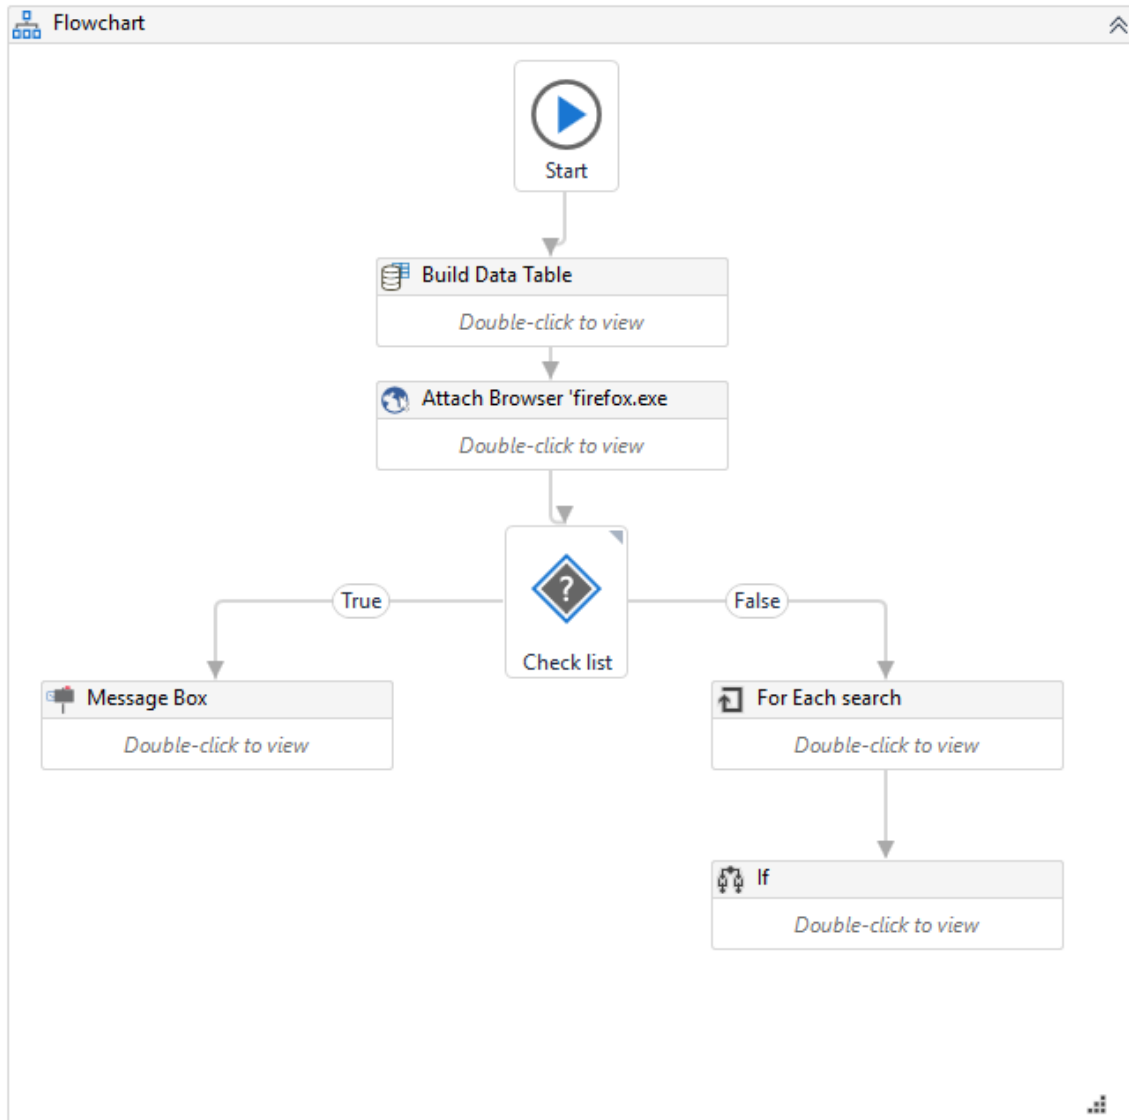 Flowchart
Start
Build Data Table
Double-click to view
Attach Browser 'firefox.exe
Double-click to view
True
?
False
Check list
Message Box
Double-click to view
For Each search
Double-click to view
If
Double-click to view